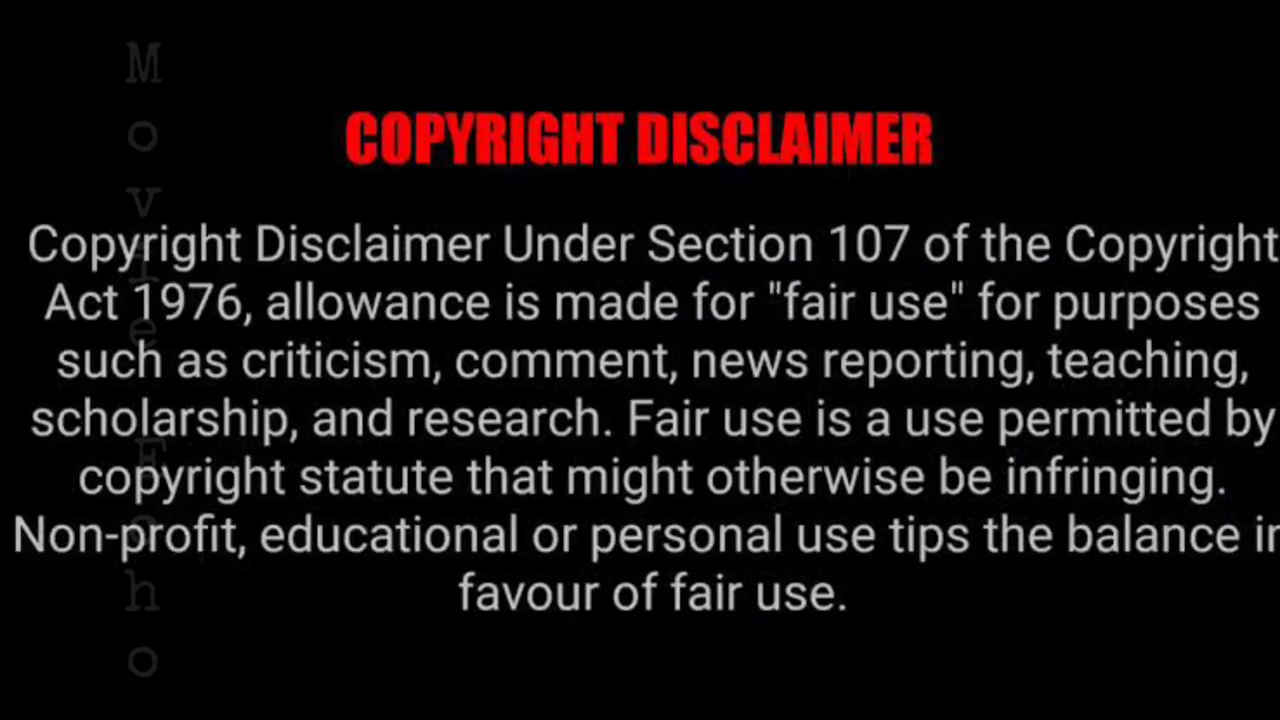 COPYRIGHT DISCLAIMER
Copyright Disclaimer Under Section 107 of the Copyright
Act 1976, allowance is made for "fair use" for purposes
such as criticism, comment, news reporting, teaching,
scholarship, and research. Fair use is a use permitted by
copyright statute that might otherwise be infringing.
Non-profit, educational or personal use tips the balance in
favour of fair use.
Movie